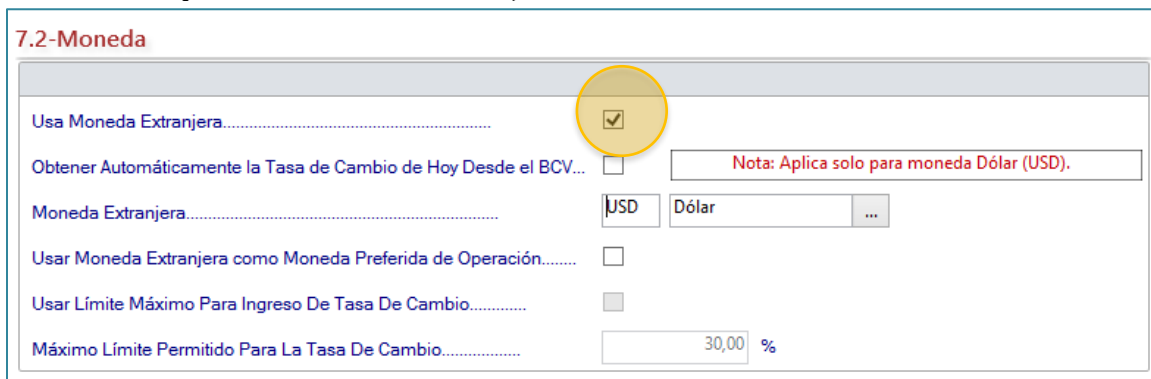 7.2-Moneda
Usa Moneda Extranjera............................................................
Obtener Automáticamente la Tasa de Cambio de Hoy Desde el BCV... Nota: Aplica solo para moneda Dólar (USD).
Moneda Extranjera...................................................................... USD Dólar ...
Usar Moneda Extranjera como Moneda Preferida de Operación........
Usar Límite Máximo Para Ingreso De Tasa De Cambio.............
Máximo Límite Permitido Para La Tasa De Cambio.................. 30,00 %